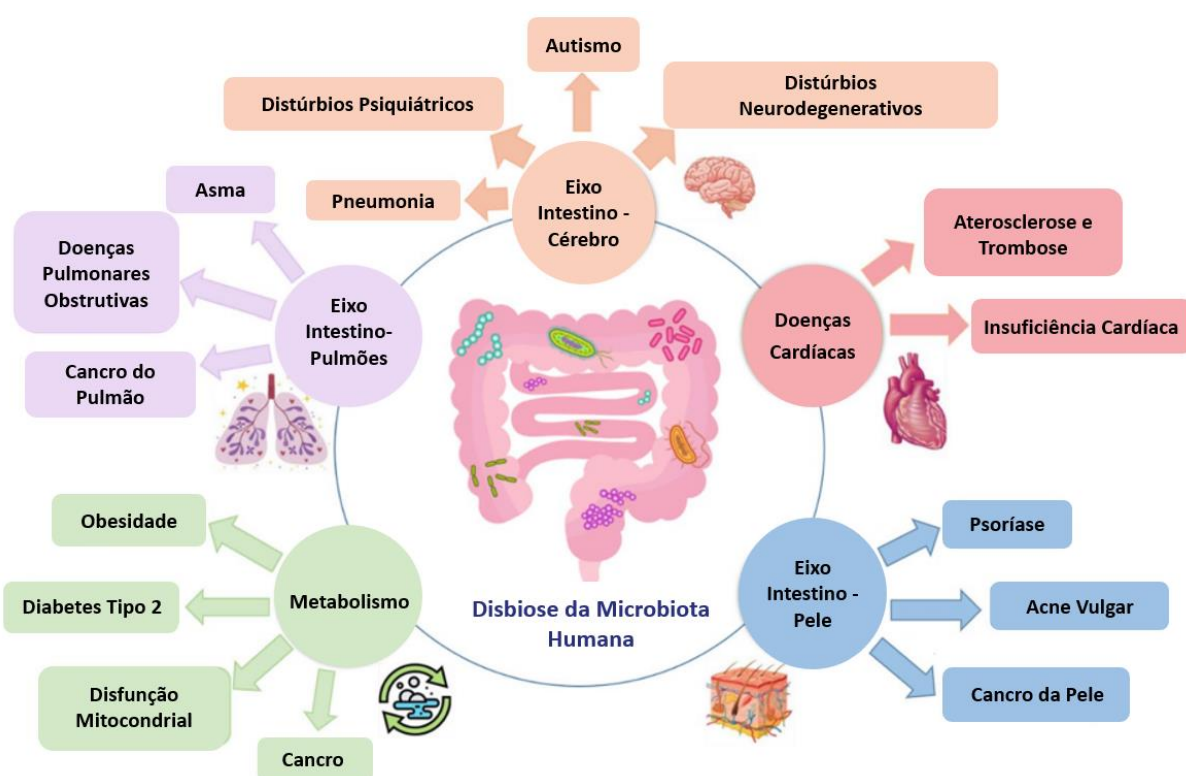 Autismo
Distúrbios Psiquiátricos
Distúrbios
Neurodegenerativos
Pneumonia
Eixo
Intestino -
Cérebro
Asma
Doenças
Pulmonares
Obstrutivas
Cancro do
Pulmão
Eixo
Intestino-
Pulmões
Aterosclerose e
Trombose
Insuficiência Cardíaca
Doenças
Cardíacas
Obesidade
Diabetes Tipo 2
Disfunção
Mitocondrial
Cancro
Metabolismo
Disbiose da Microbiota
Humana
Eixo
Intestino -
Pele
Psoríase
Acne Vulgar
Cancro da Pele